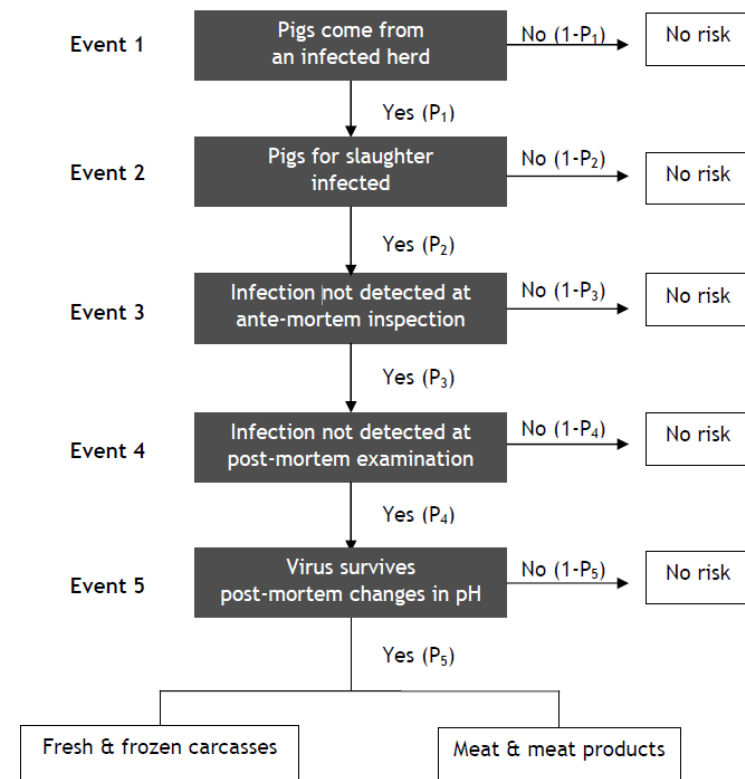 Event 1
Pigs come from
an infected herd
No (1-P₁)
No risk
Yes (P₁)
Event 2
Pigs for slaughter
infected
No (1-P₂)
No risk
Yes (P₂)
Event 3
Infection not detected at
ante-mortem inspection
No (1-P₃)
No risk
Yes (P₃)
Event 4
Infection not detected at
post-mortem examination
No (1-P₄)
No risk
Yes (P₄)
Event 5
Virus survives
post-mortem changes in pH
No (1-P₅)
No risk
Yes (P₅)
Fresh & frozen carcasses
Meat & meat products